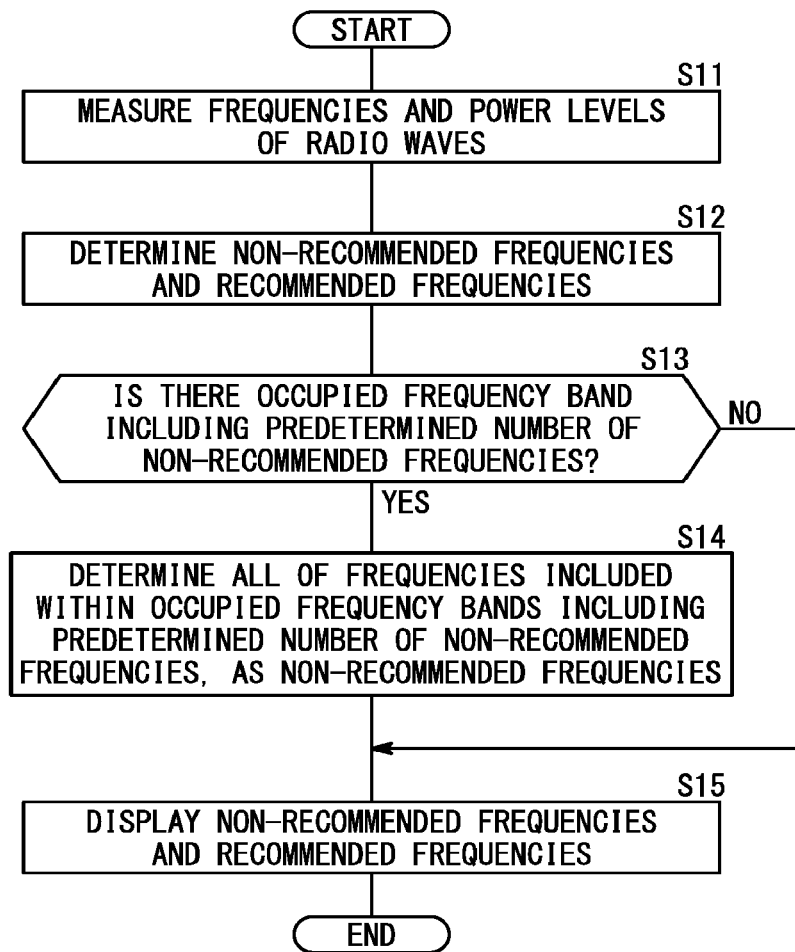 START
S11
MEASURE FREQUENCIES AND POWER LEVELS
OF RADIO WAVES
S12
DETERMINE NON-RECOMMENDED FREQUENCIES
AND RECOMMENDED FREQUENCIES
S13
IS THERE OCCUPIED FREQUENCY BAND
INCLUDING PREDETERMINED NUMBER OF
NON-RECOMMENDED FREQUENCIES?
NO
YES
S14
DETERMINE ALL OF FREQUENCIES INCLUDED
WITHIN OCCUPIED FREQUENCY BANDS INCLUDING
PREDETERMINED NUMBER OF NON-RECOMMENDED
FREQUENCIES, AS NON-RECOMMENDED FREQUENCIES
S15
DISPLAY NON-RECOMMENDED FREQUENCIES
AND RECOMMENDED FREQUENCIES
END